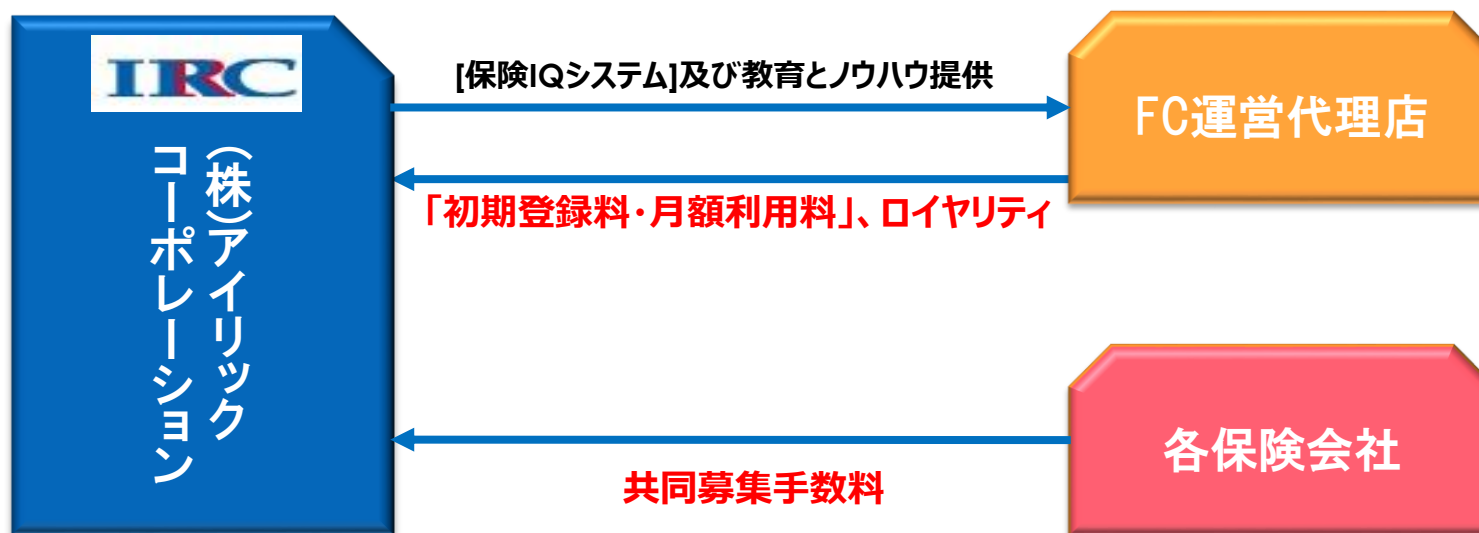 IRC
(株)アイリック
コーポレーション
[保険IQシステム]及び教育とノウハウ提供
FC運営代理店
「初期登録料・月額利用料」、ロイヤリティ
各保険会社
共同募集手数料